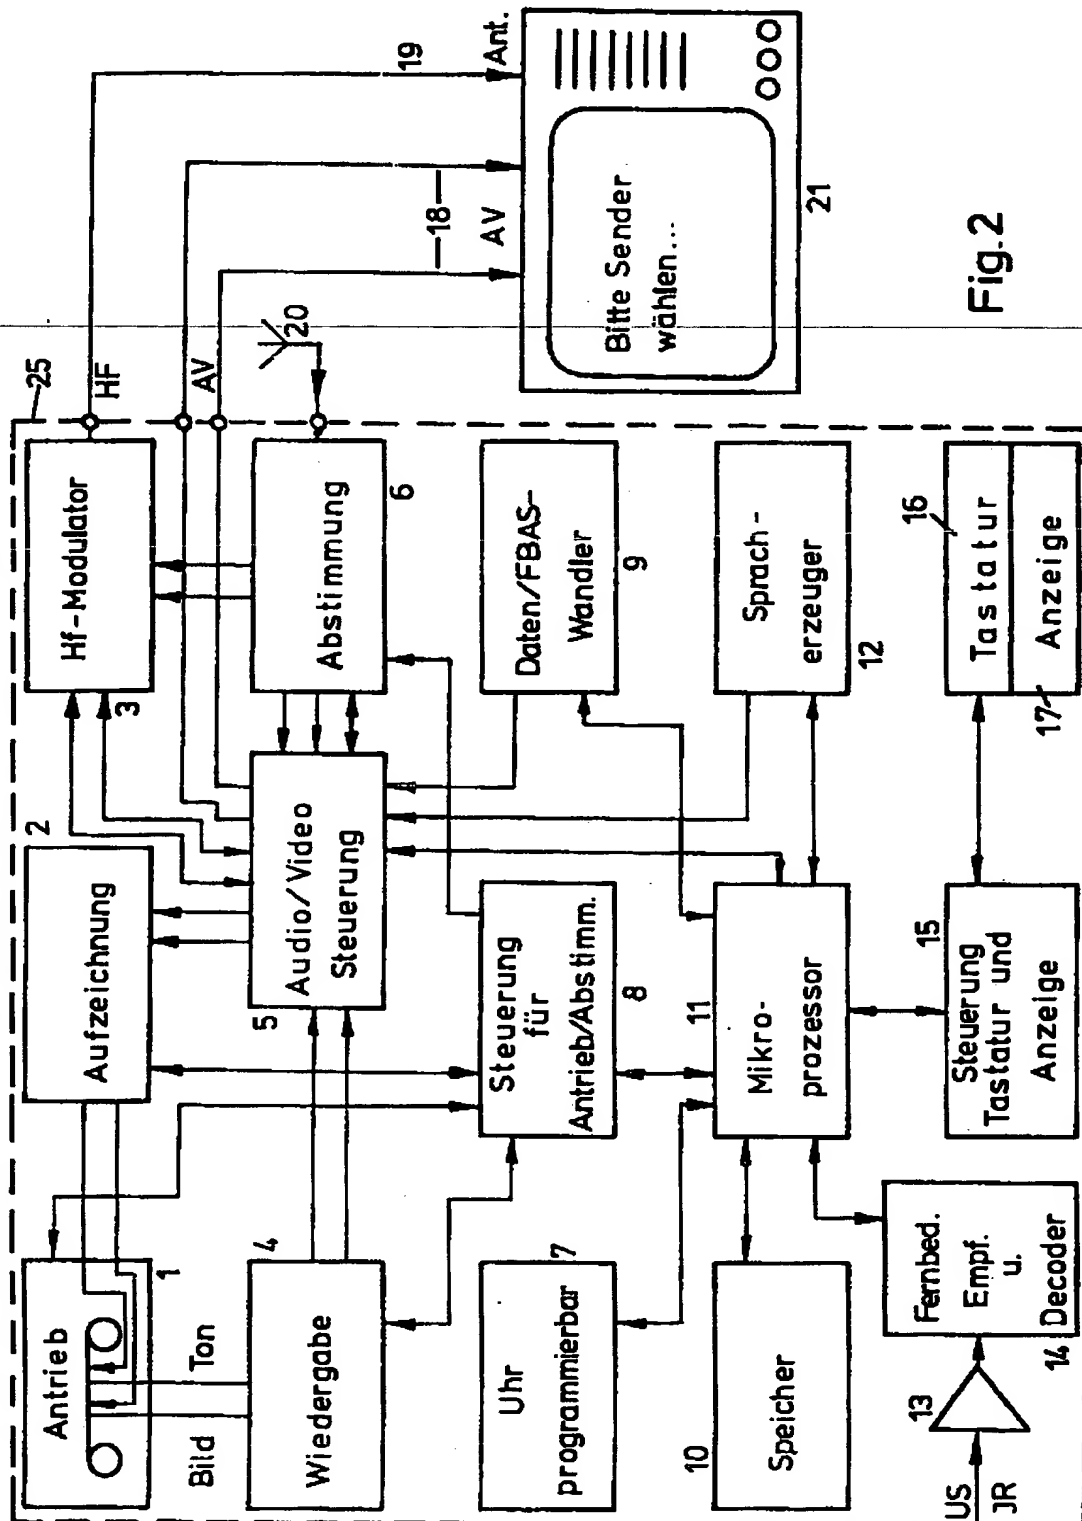 Antrieb
1
Bild
Ton
Aufzeichnung
2
Hf-Modulator
3
25
HF
AV
19
Ant.
—18—
AV
20
Wiedergabe
4
Audio/Video
Steuerung
5
Abstimmung
6
Bitte Sender
wählen...
21
Uhr
programmierbar
7
Steuerung
für
Antrieb/Abstimm.
8
Daten/FBAS-
Wandler
9
Speicher
10
Mikro-
prozessor
11
Sprach-
erzeuger
12
US
JR
13
Fernbed.
Empf.
u.
Decoder
14
Steuerung
Tastatur und
Anzeige
15
Tastatur
16
Anzeige
17
Fig.2